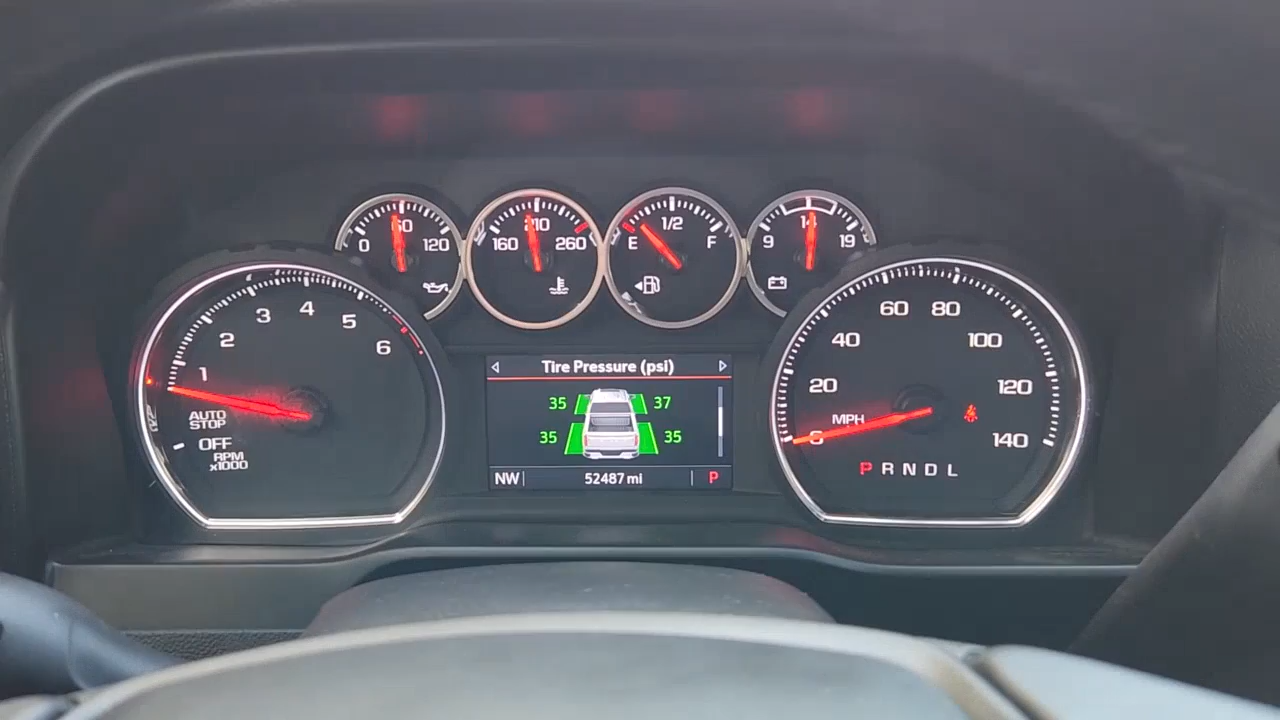 0 60 120
160 210 260
E 1/2 F
9 14 19
1 2 3 4 5 6
AUTO
STOP
OFF
RPM
x1000
Tire Pressure (psi)
35 37
35 35
NW 52487 mi P
0 20 40 60 80 100 120 140
MPH
P R N D L